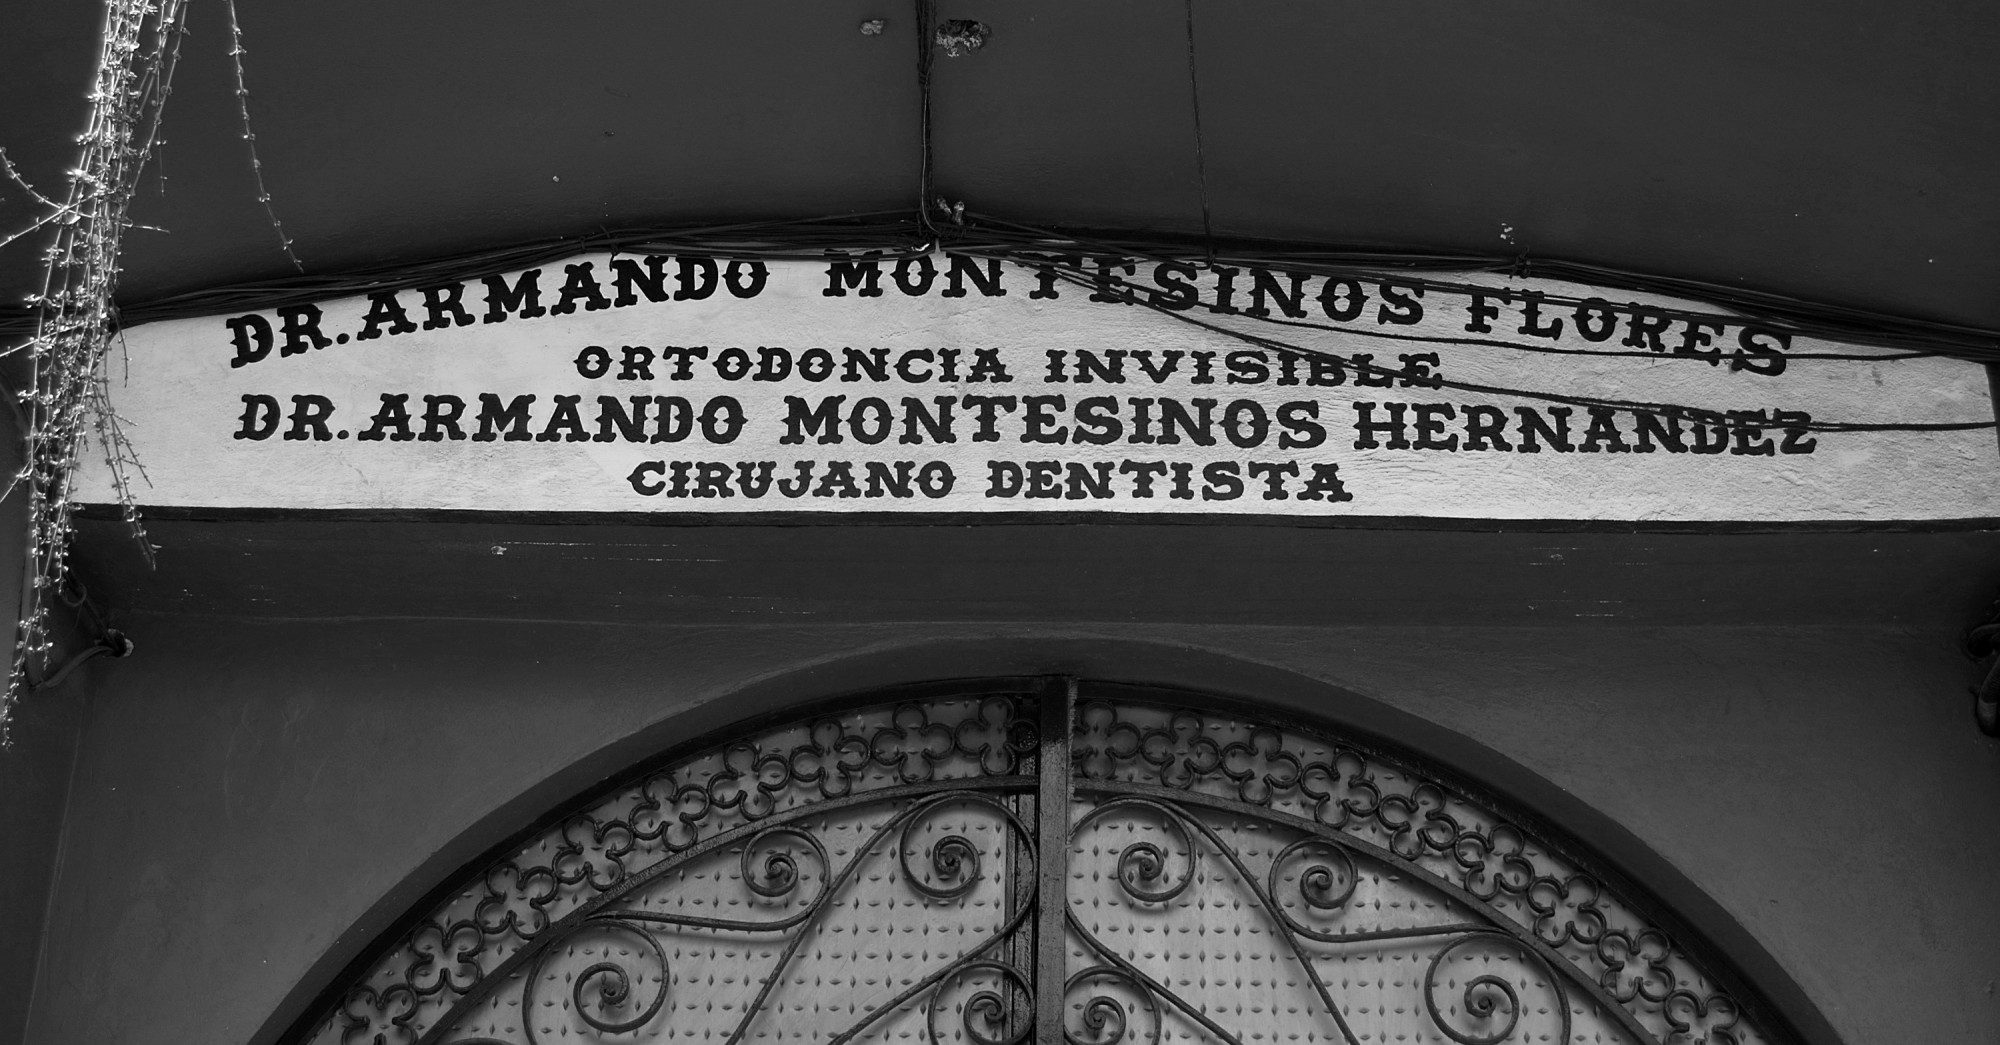 DR. ARMANDO MONTESINOS FLORES
ORTODONCIA INVISIBLE
DR. ARMANDO MONTESINOS HERNANDEZ
CIRUJANO DENTISTA